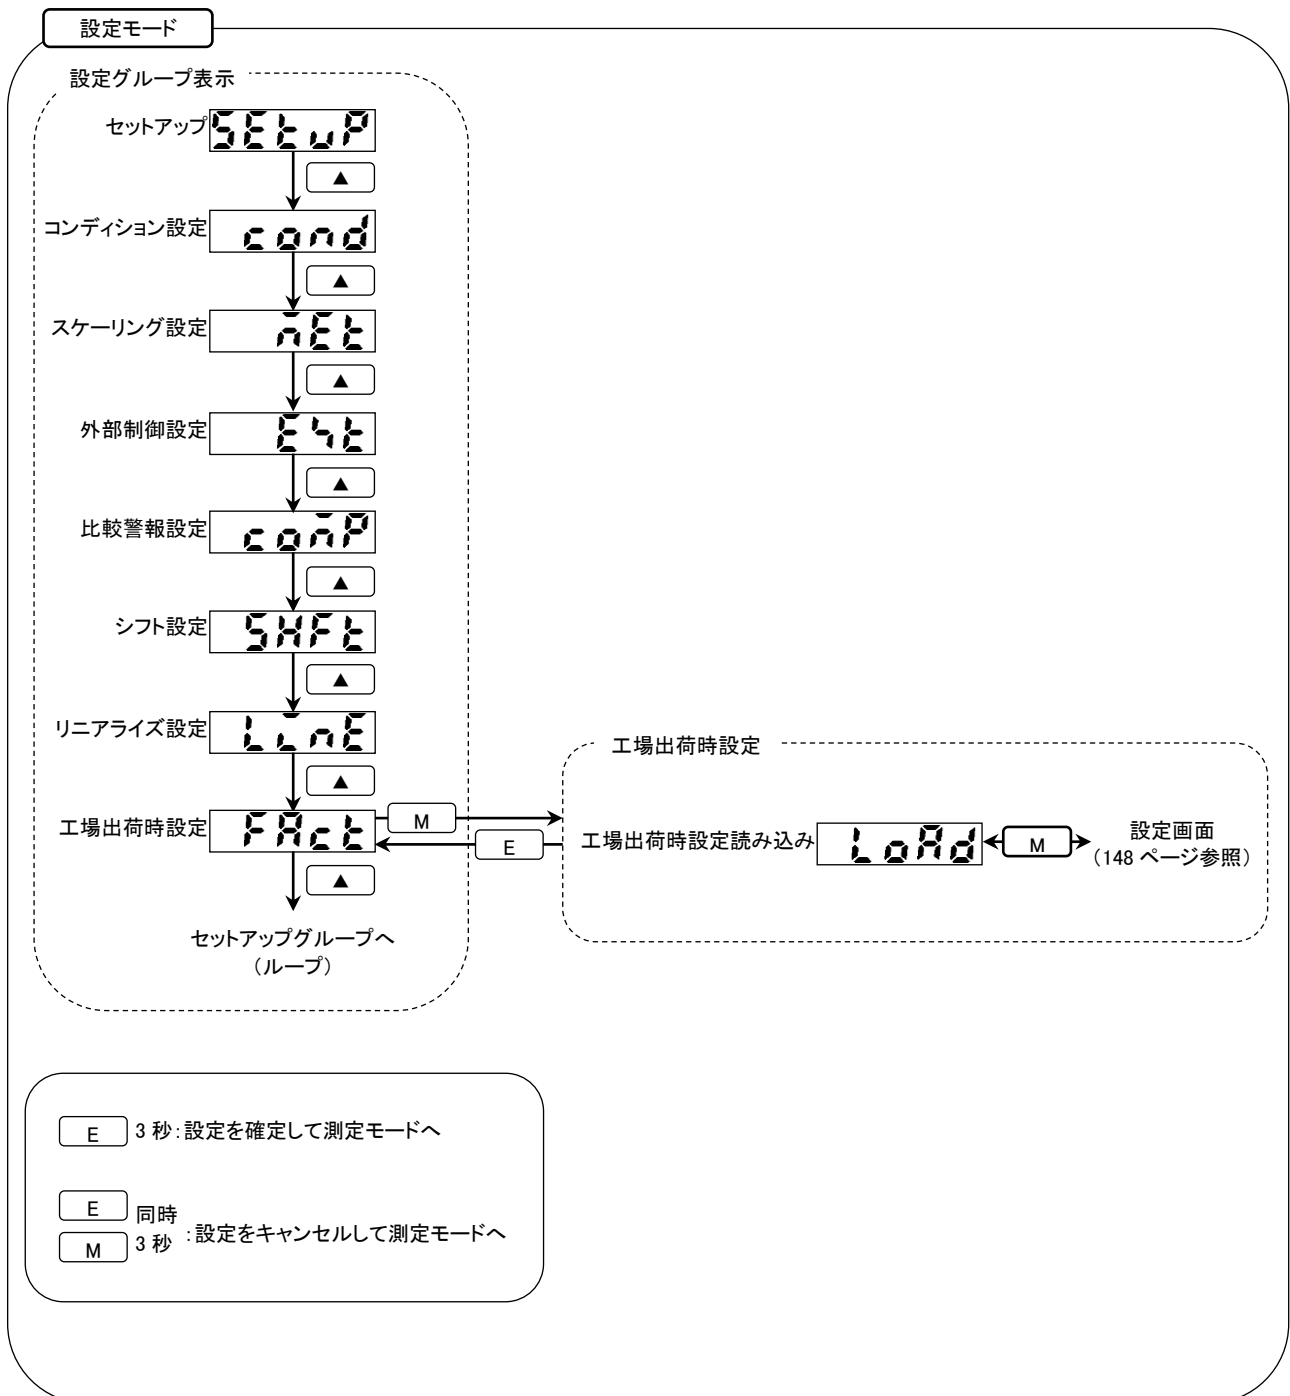 設定モード
設定グループ表示
セットアップ SEtuP
▲
コンディション設定 cond
▲
スケーリング設定 mEt
▲
外部制御設定 Ext
▲
比較警報設定 comP
▲
シフト設定 SHFt
▲
リニアライズ設定 LinE
▲
工場出荷時設定 FAct
M
E
▲
セットアップグループへ
(ループ)
工場出荷時設定
工場出荷時設定読み込み LoAd M 設定画面
(148 ページ参照)
E 3 秒:設定を確定して測定モードへ
E 同時
M 3 秒 :設定をキャンセルして測定モードへ